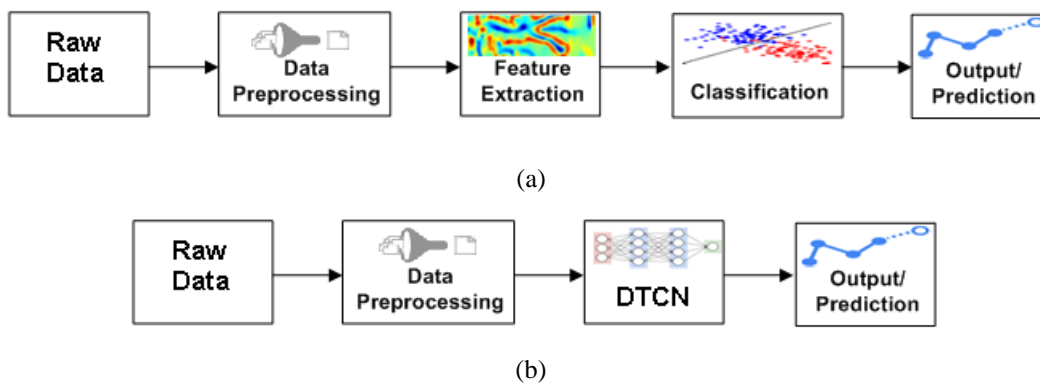 Raw
Data
Data
Preprocessing
Feature
Extraction
Classification
Output/
Prediction
(a)
Raw
Data
Data
Preprocessing
DTCN
Output/
Prediction
(b)